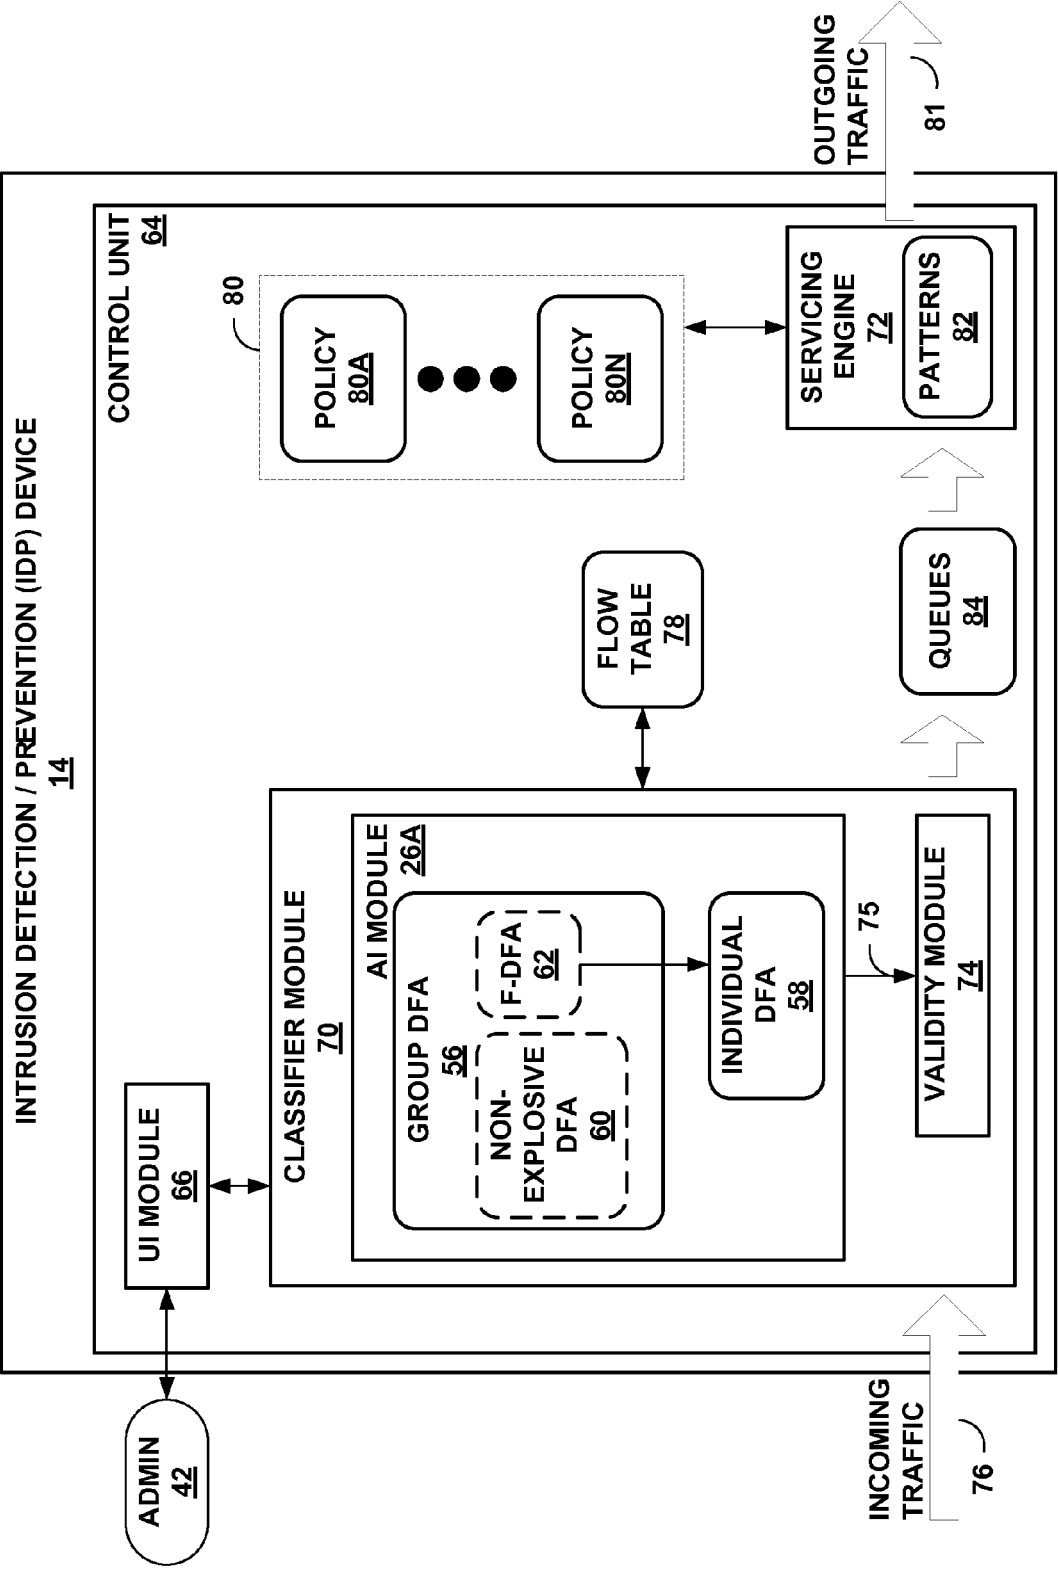 INTRUSION DETECTION / PREVENTION (IDP) DEVICE
14
ADMIN
42
UI MODULE
66
CONTROL UNIT
64
CLASSIFIER MODULE
70
AI MODULE
26A
GROUP DFA
56
NON-
EXPLOSIVE
DFA
60
F-DFA
62
INDIVIDUAL
DFA
58
75
VALIDITY MODULE
74
FLOW
TABLE
78
80
POLICY
80A
POLICY
80N
QUEUES
84
SERVICING
ENGINE
72
PATTERNS
82
INCOMING
TRAFFIC
76
OUTGOING
TRAFFIC
81